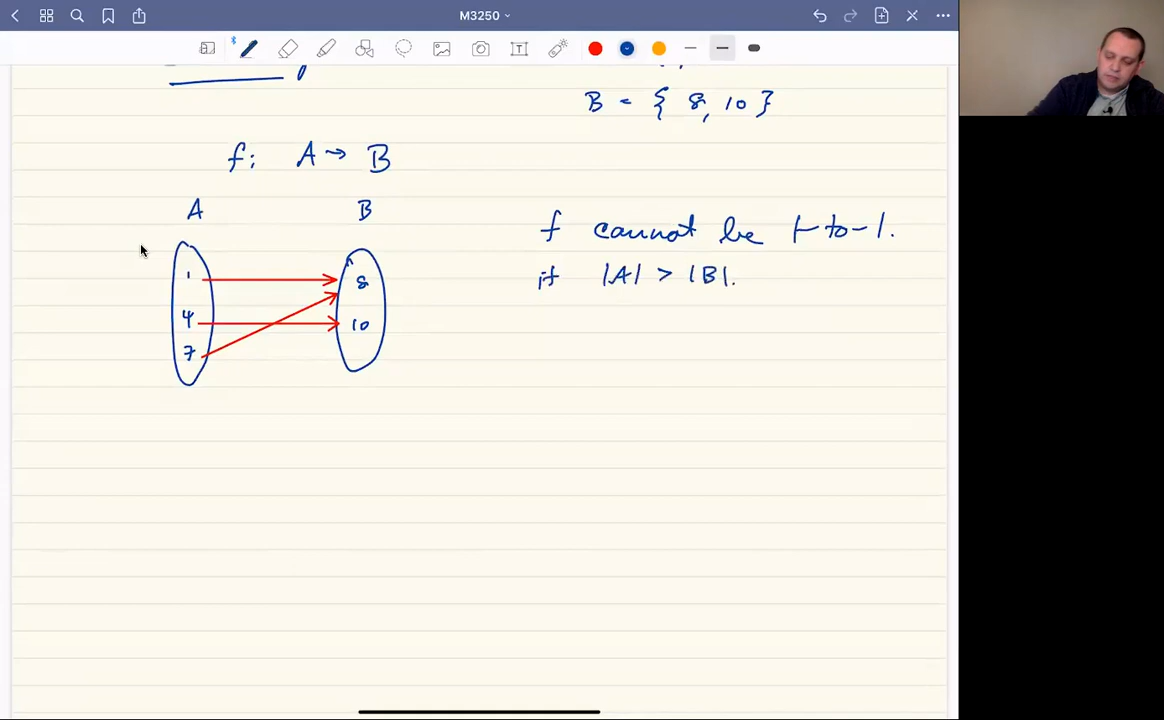 M3250
B = { 8, 10 }
f: A → B
A B
1 8
4 10
7
f cannot be 1-to-1.
if |A| > |B|.